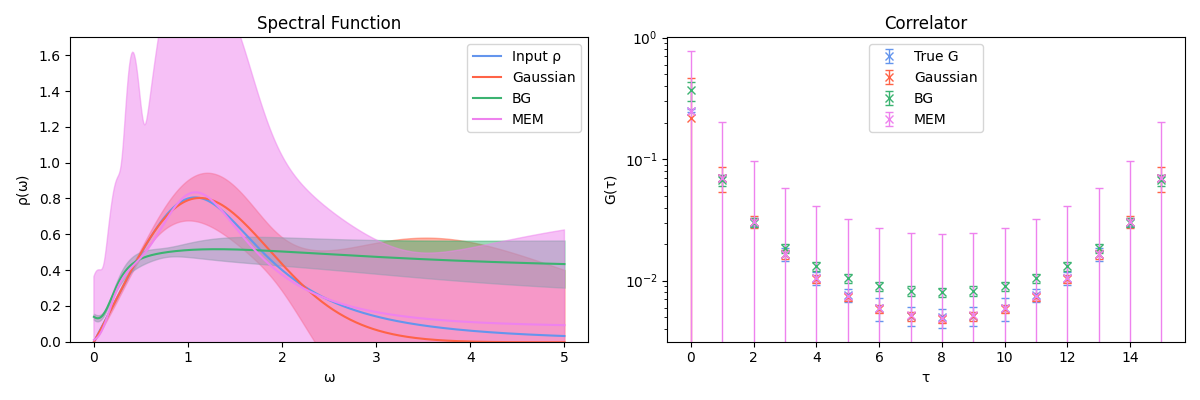 Spectral Function
ρ(ω)
1.6
1.4
1.2
1.0
0.8
0.6
0.4
0.2
0.0
0 1 2 3 4 5
ω
Input ρ
Gaussian
BG
MEM
Correlator
G(τ)
10⁰
10⁻¹
10⁻²
0 2 4 6 8 10 12 14
τ
True G
Gaussian
BG
MEM